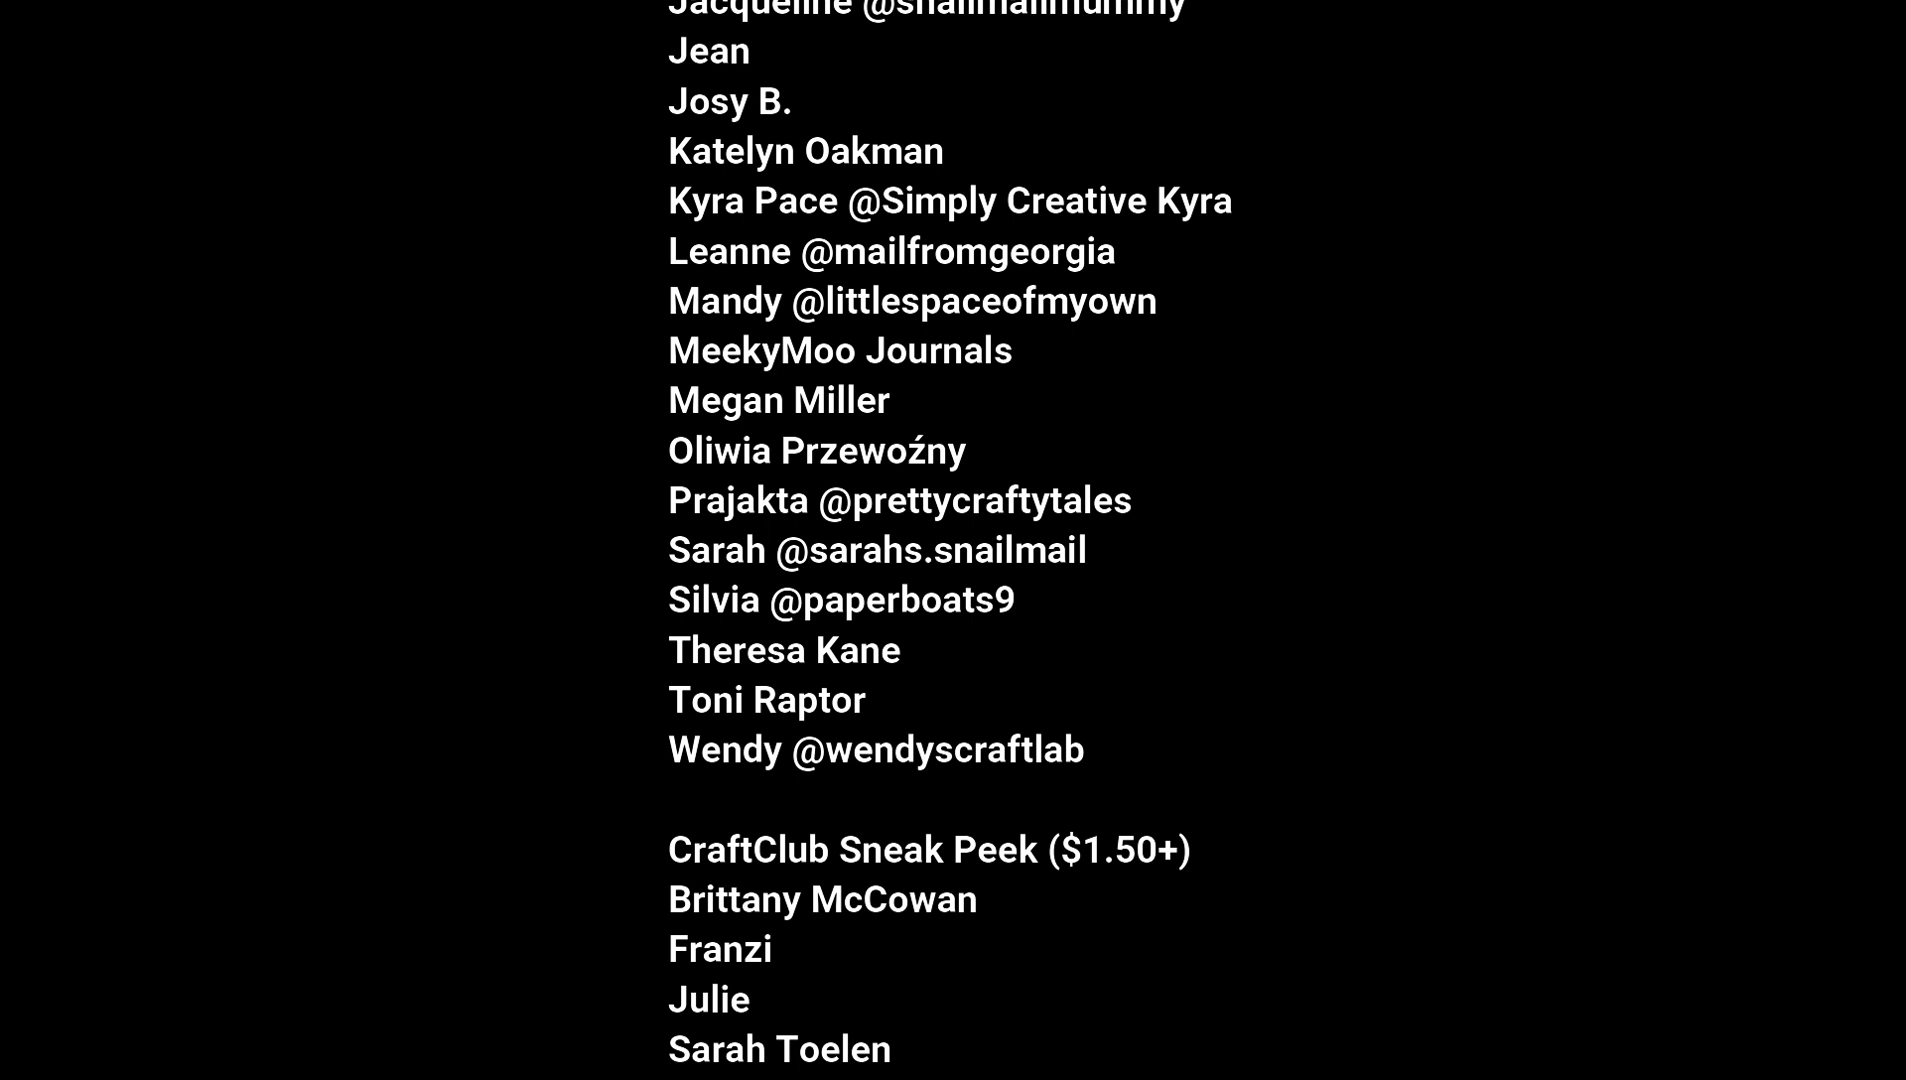 Jacqueline @snailmailmummy
Jean
Josy B.
Katelyn Oakman
Kyra Pace @Simply Creative Kyra
Leanne @mailfromgeorgia
Mandy @littlespaceofmyown
MeekyMoo Journals
Megan Miller
Oliwia Przewoźny
Prajakta @prettycraftytales
Sarah @sarahs.snailmail
Silvia @paperboats9
Theresa Kane
Toni Raptor
Wendy @wendyscraftlab
CraftClub Sneak Peek ($1.50+)
Brittany McCowan
Franzi
Julie
Sarah Toelen